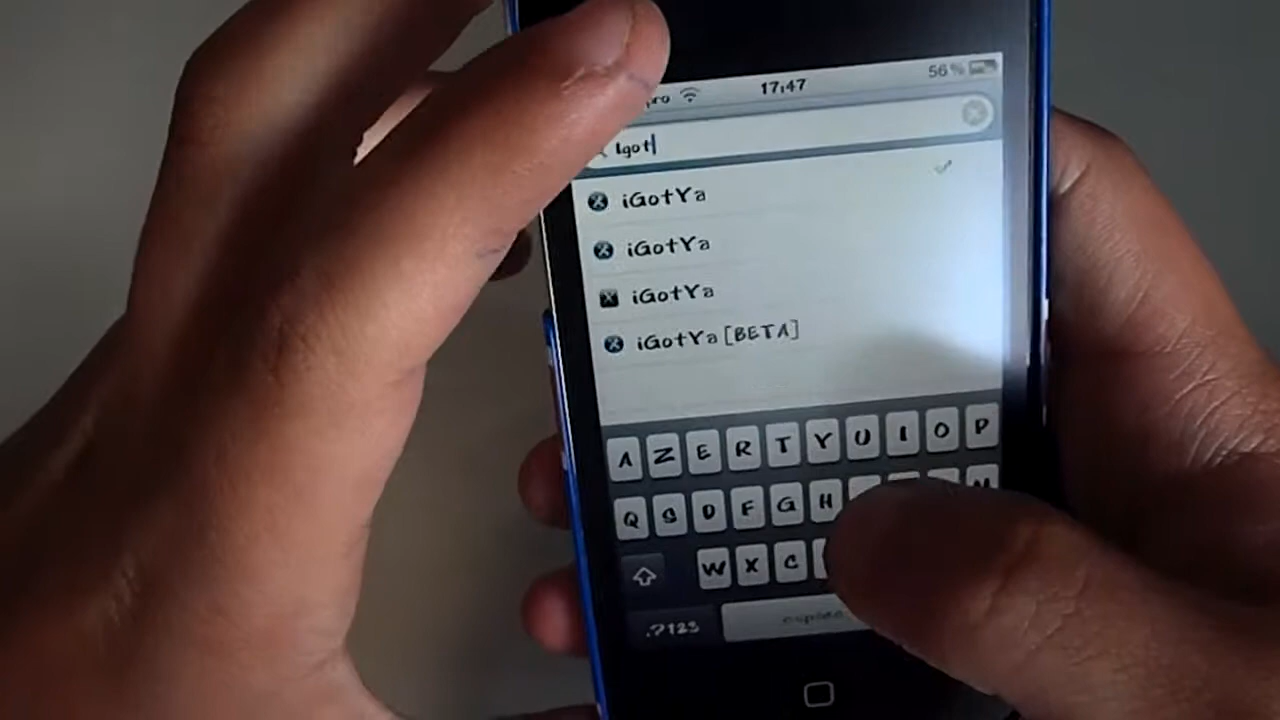 17:47 56%
Igot
iGotYa
iGotYa
iGotYa
iGotYa [BETA]
A Z E R T Y U I O P
Q S D F G H M
W X C
.?123